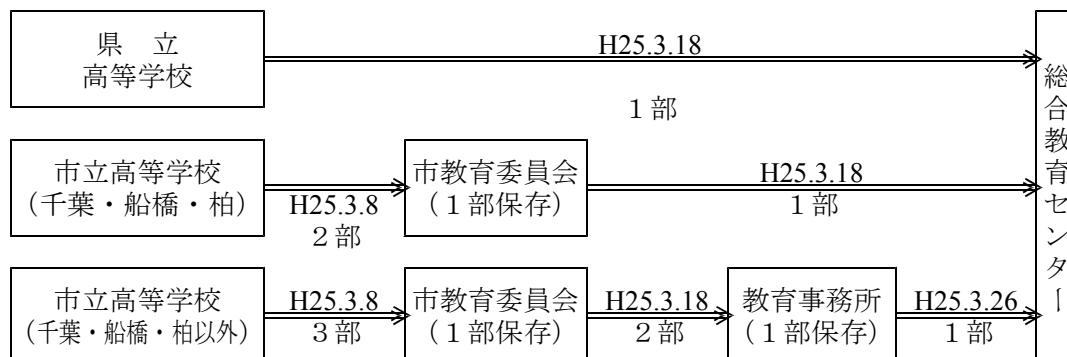 県　立
高等学校
H25.3.18
１部
市立高等学校
（千葉・船橋・柏）
H25.3.8
２部
市教育委員会
（１部保存）
H25.3.18
１部
市立高等学校
（千葉・船橋・柏以外）
H25.3.8
３部
市教育委員会
（１部保存）
H25.3.18
２部
教育事務所
（１部保存）
H25.3.26
１部
総合教育センター